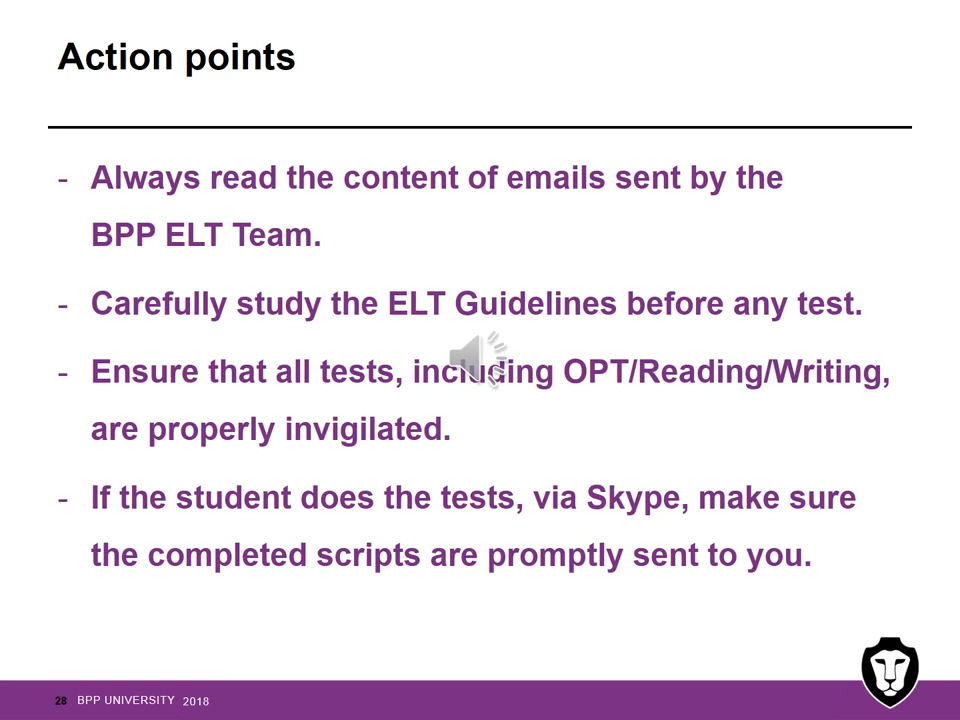 Action points
- Always read the content of emails sent by the
BPP ELT Team.
- Carefully study the ELT Guidelines before any test.
- Ensure that all tests, including OPT/Reading/Writing,
are properly invigilated.
- If the student does the tests, via Skype, make sure
the completed scripts are promptly sent to you.
28 BPP UNIVERSITY 2018